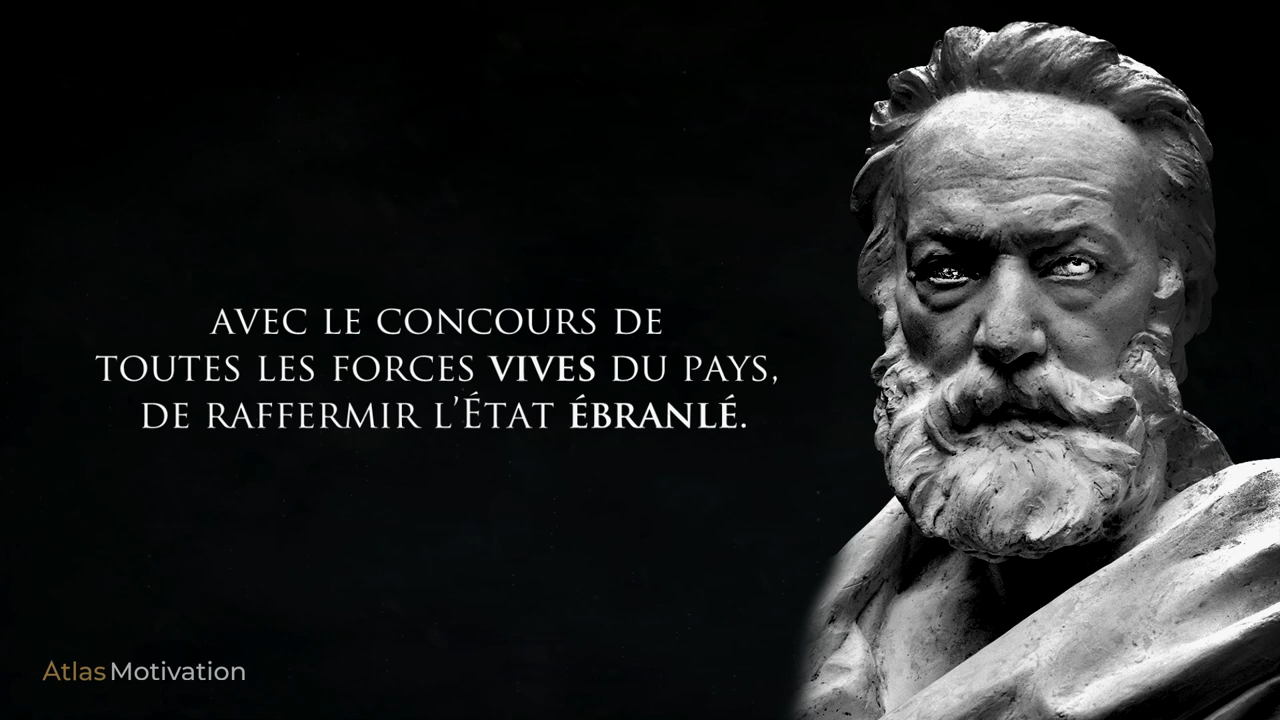 AVEC LE CONCOURS DE
TOUTES LES FORCES VIVES DU PAYS,
DE RAFFERMIR L'ÉTAT ÉBRANLÉ.
Atlas Motivation